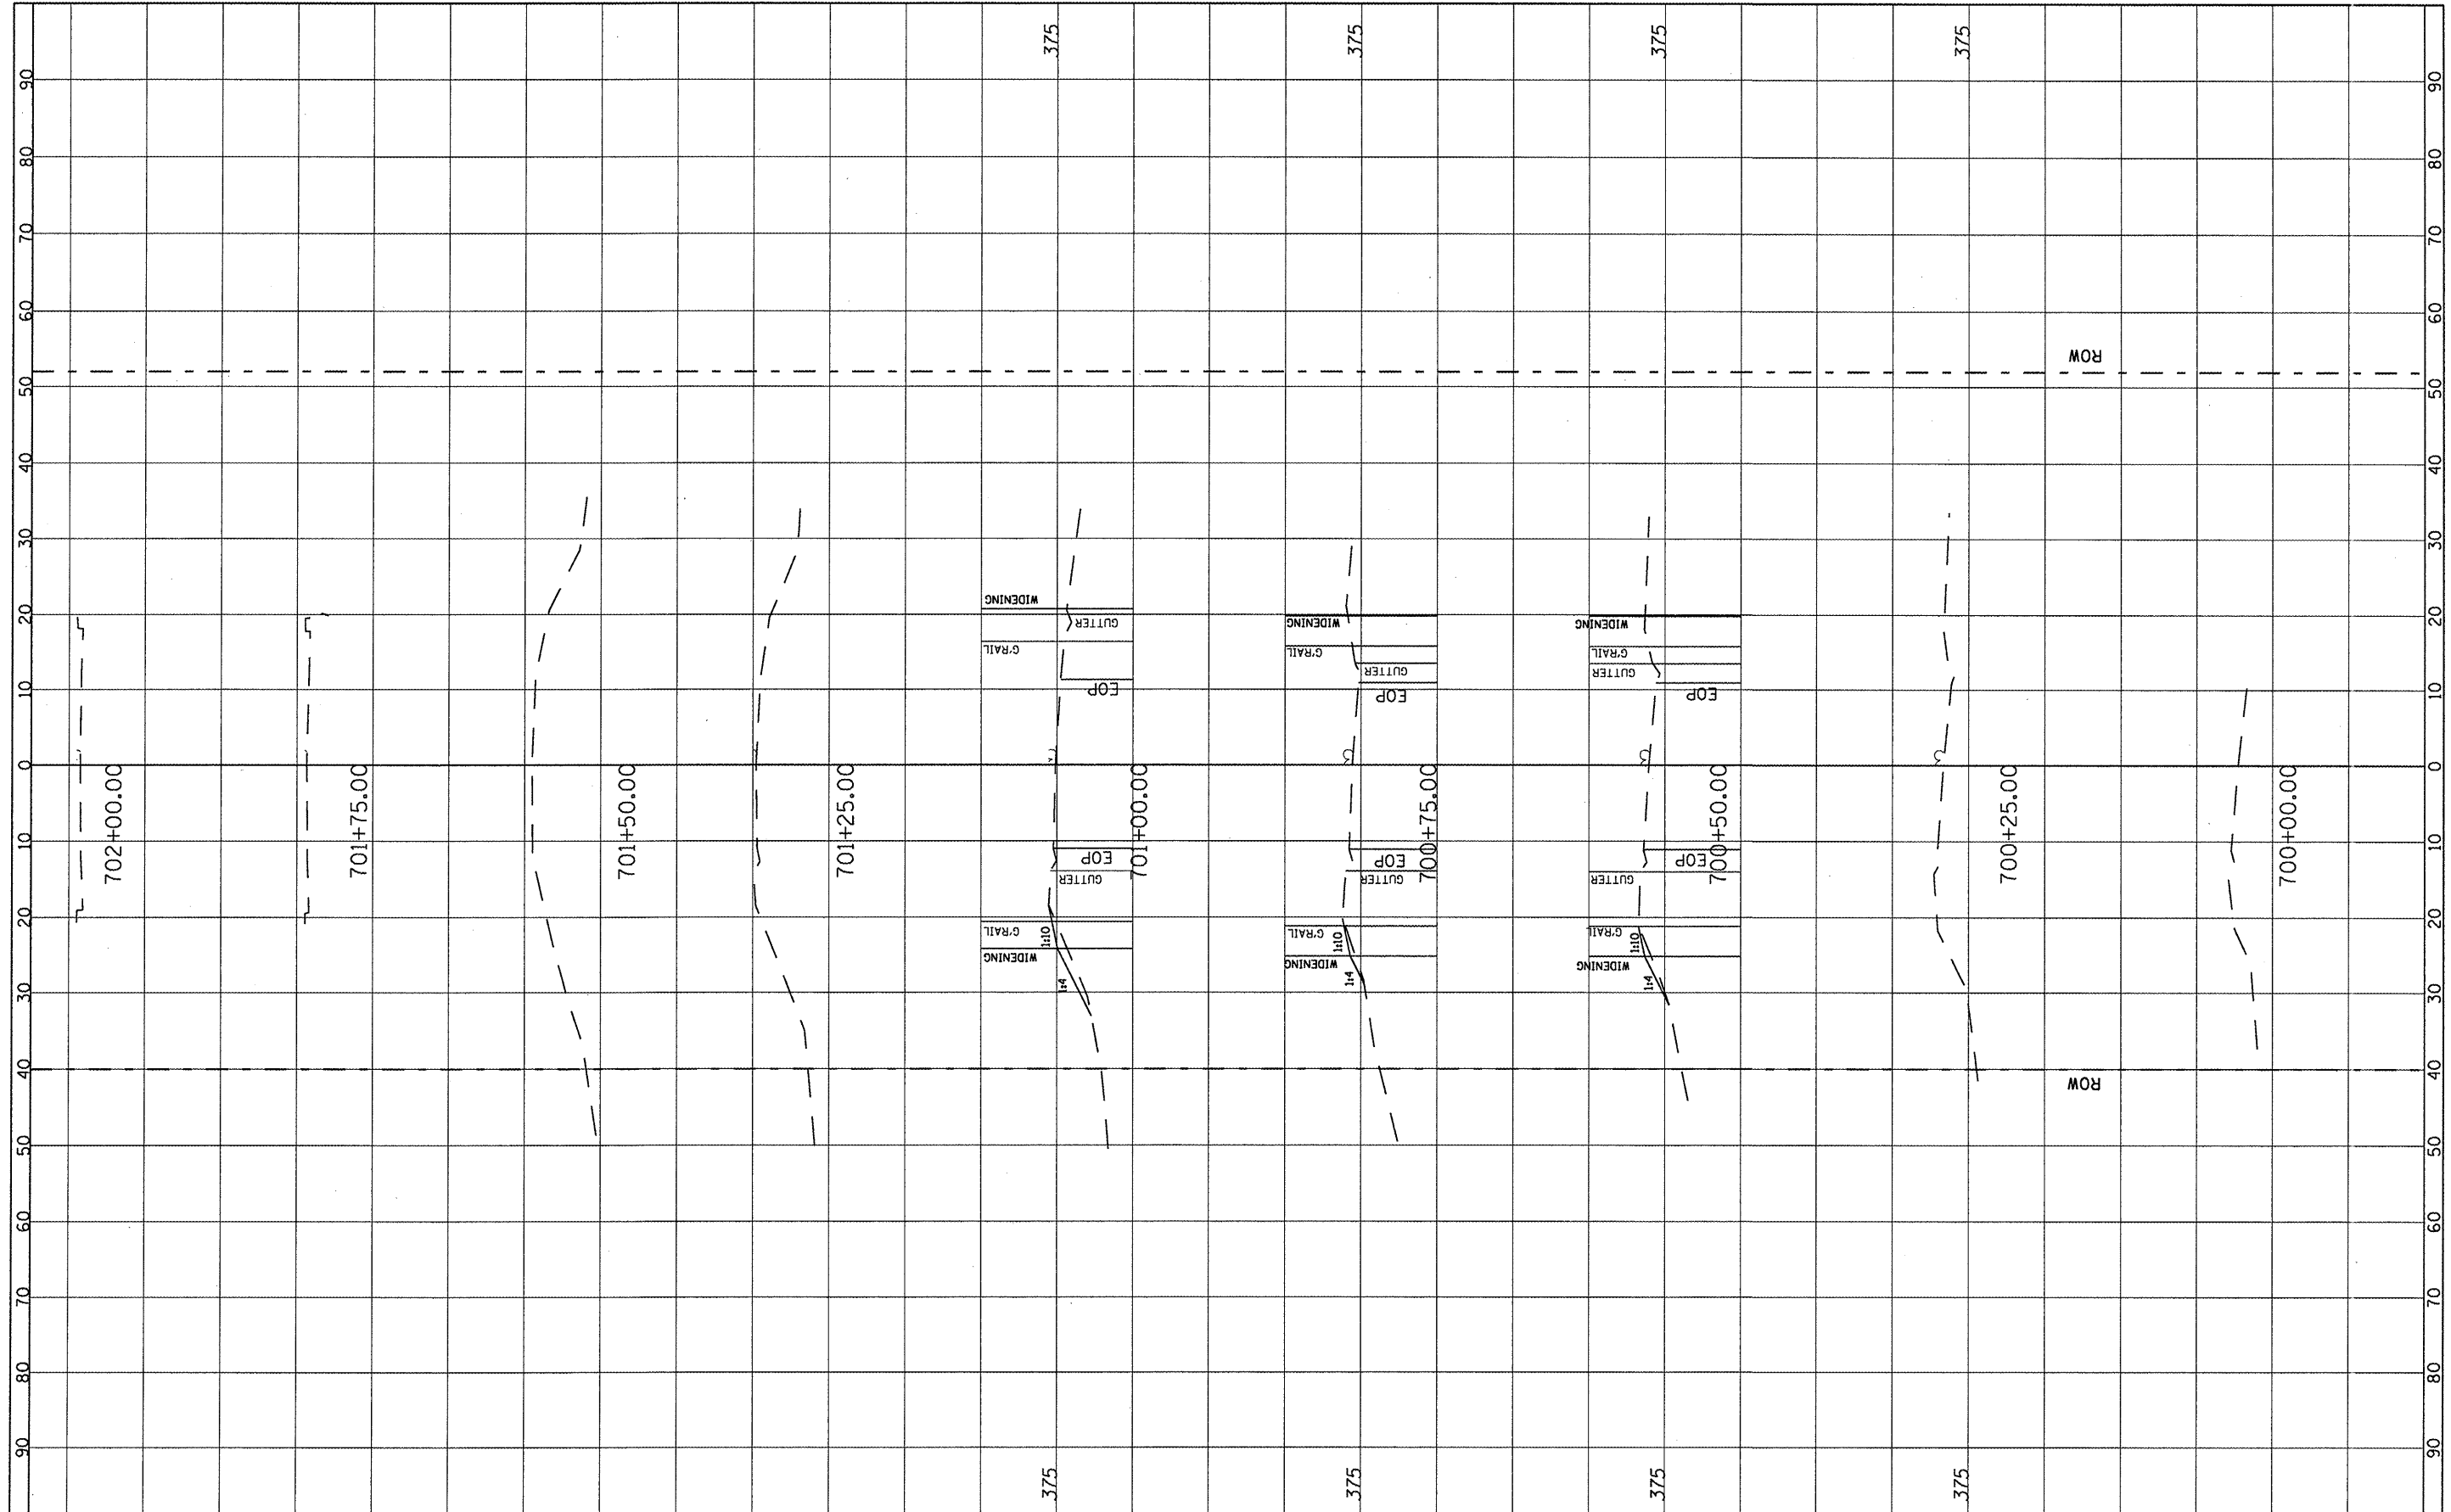 375 375 375 375
90 90
80 80
70 70
60 60
ROW
50 50
40 40
30 30
WIDENING
20 20
GUTTER WIDENING WIDENING
G'RAIL G'RAIL G'RAIL
GUTTER GUTTER
EOP EOP EOP
10 10
0 0
702+00.00
701+75.00
701+50.00
701+25.00
701+00.00
700+75.00
700+50.00
700+25.00
700+00.00
10 10
EOP EOP EOP
GUTTER GUTTER GUTTER
20 20
G'RAIL 1:10 G'RAIL 1:10 G'RAIL 1:10
WIDENING WIDENING WIDENING
1:4 1:4 1:4
30 30
40 40
ROW
50 50
60 60
70 70
80 80
90 90
375 375 375 375